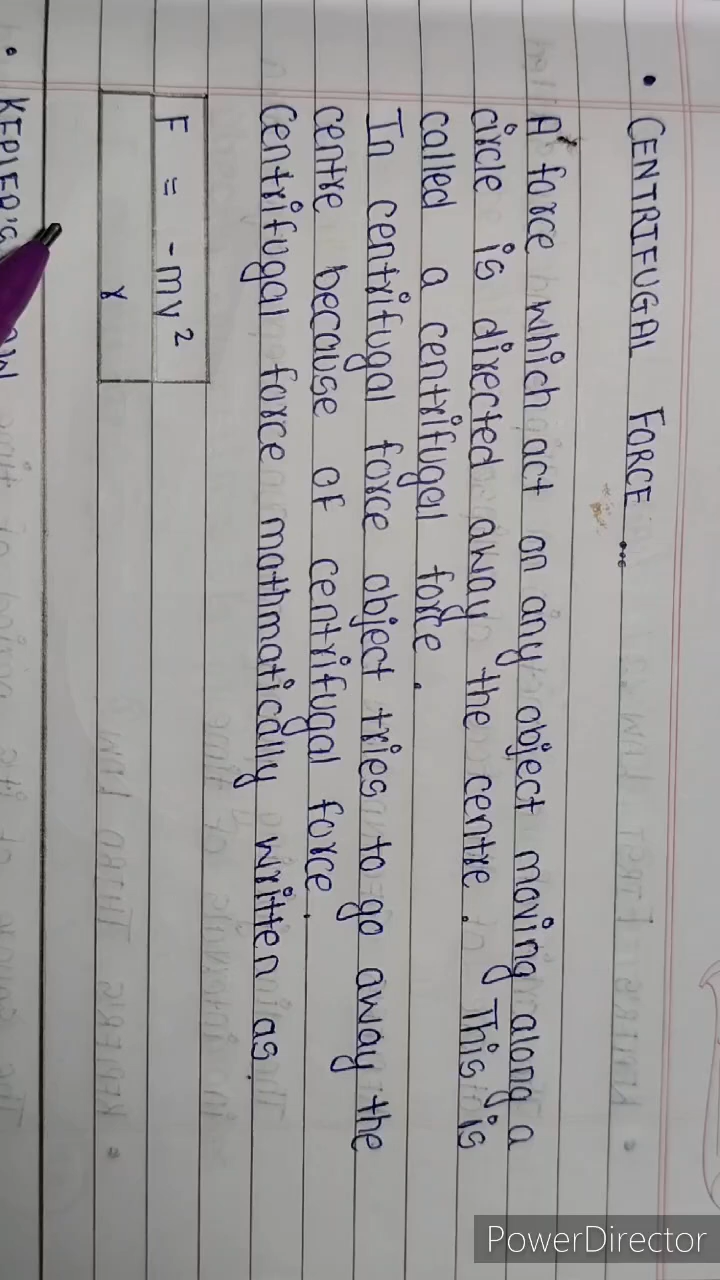 • CENTRIFUGAL FORCE...
A force which act on any object moving along a
circle is directed away the centre. This is
called a centrifugal force.
In centrifugal force object tries to go away the
centre because of centrifugal force.
Centrifugal force mathmatically written as.
F = -mv²
r
• KEPLER'S
PowerDirector